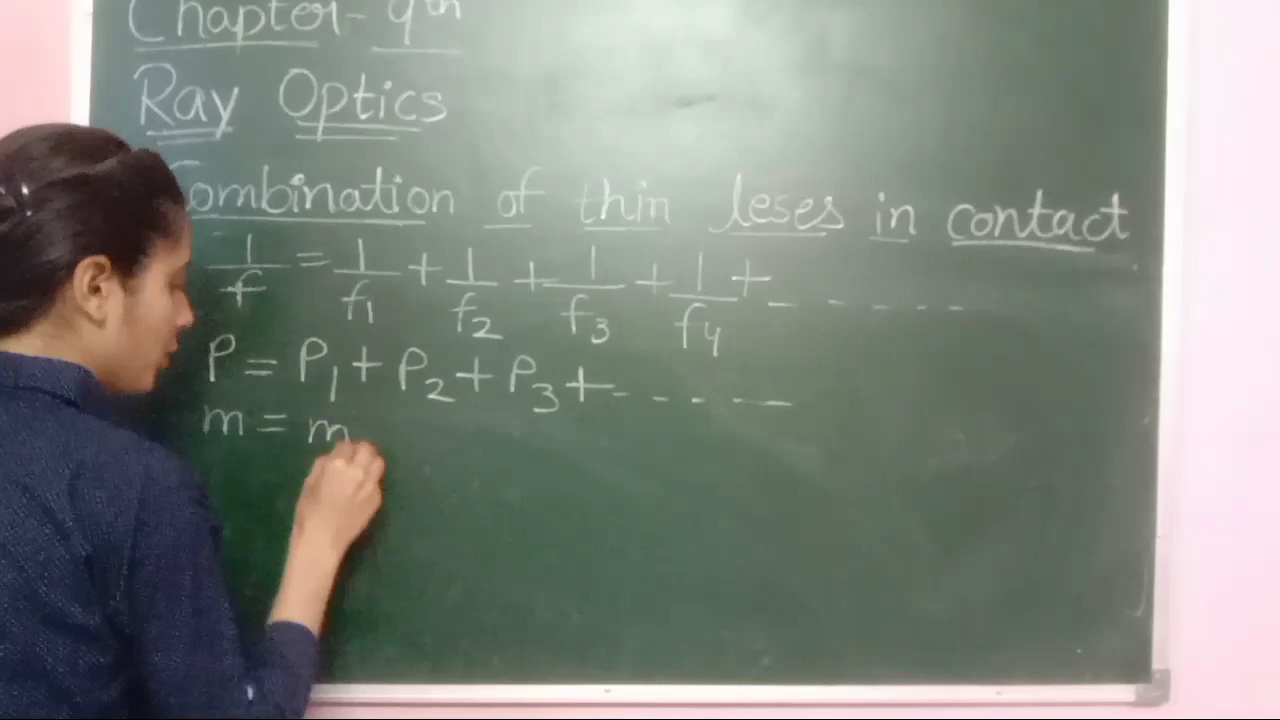 Chapter- 9th
Ray Optics
Combination of thin leses in contact
1/f = 1/f1 + 1/f2 + 1/f3 + 1/f4 + - - - - - -
P = P1 + P2 + P3 + - - - -
m = m